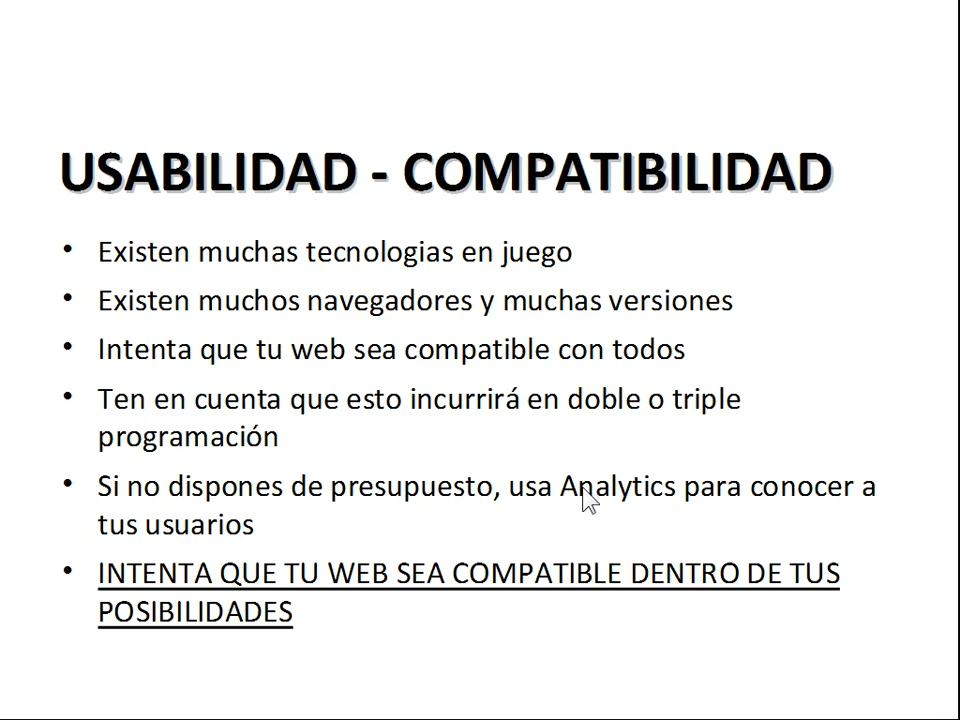 USABILIDAD - COMPATIBILIDAD
• Existen muchas tecnologias en juego
• Existen muchos navegadores y muchas versiones
• Intenta que tu web sea compatible con todos
• Ten en cuenta que esto incurrirá en doble o triple
programación
• Si no dispones de presupuesto, usa Analytics para conocer a
tus usuarios
• INTENTA QUE TU WEB SEA COMPATIBLE DENTRO DE TUS
POSIBILIDADES